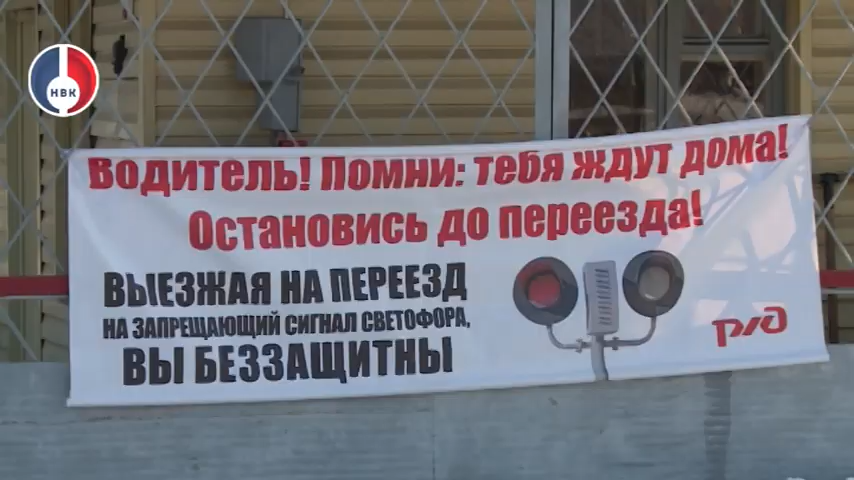 НВК
Водитель! Помни: тебя ждут дома!
Остановись до переезда!
ВЫЕЗЖАЯ НА ПЕРЕЕЗД
НА ЗАПРЕЩАЮЩИЙ СИГНАЛ СВЕТОФОРА,
ВЫ БЕЗЗАЩИТНЫ
РЖД